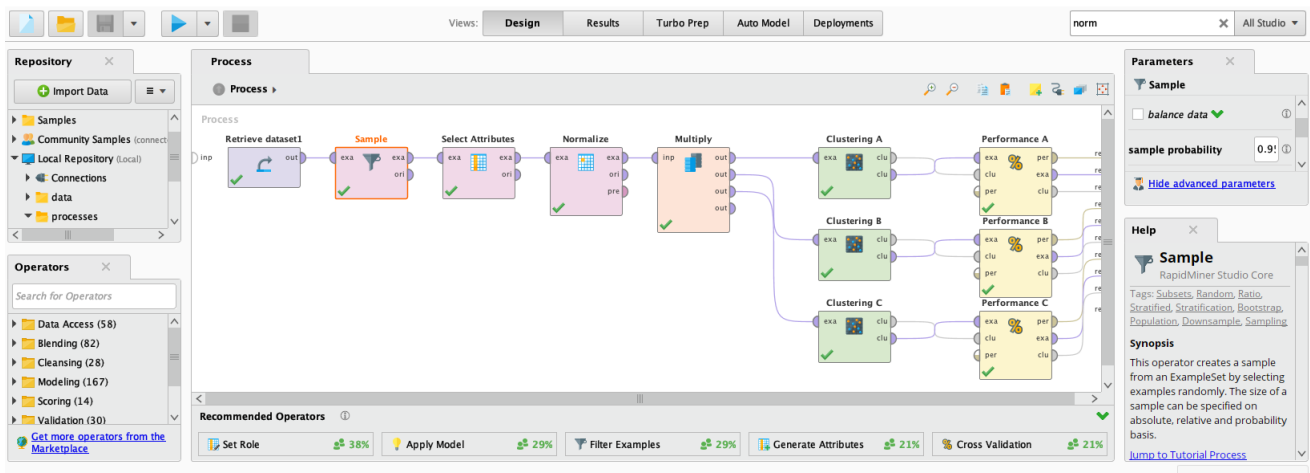 Views:
Design
Results
Turbo Prep
Auto Model
Deployments
norm
All Studio
Repository
Import Data
Samples
Community Samples (connect
Local Repository (Local)
Connections
data
processes
Operators
Search for Operators
Data Access (58)
Blending (82)
Cleansing (28)
Modeling (167)
Scoring (14)
Validation (30)
Get more operators from the
Marketplace
Process
Process
Process
inp
Retrieve dataset1
out
Sample
exa exa
ori
Select Attributes
exa exa
ori
Normalize
exa exa
ori
pre
Multiply
inp out
out
out
out
Clustering A
exa clu
clu
Performance A
exa per
clu exa
per clu
Clustering B
exa clu
clu
Performance B
exa per
clu exa
per clu
Clustering C
exa clu
clu
Performance C
exa per
clu exa
per clu
Recommended Operators
Set Role 38%
Apply Model 29%
Filter Examples 29%
Generate Attributes 21%
Cross Validation 21%
Parameters
Sample
balance data
sample probability 0.9
Hide advanced parameters
Help
Sample
RapidMiner Studio Core
Tags: Subsets, Random, Ratio,
Stratified, Stratification, Bootstrap,
Population, Downsample, Sampling
Synopsis
This operator creates a sample
from an ExampleSet by selecting
examples randomly. The size of a
sample can be specified on
absolute, relative and probability
basis.
Jump to Tutorial Process